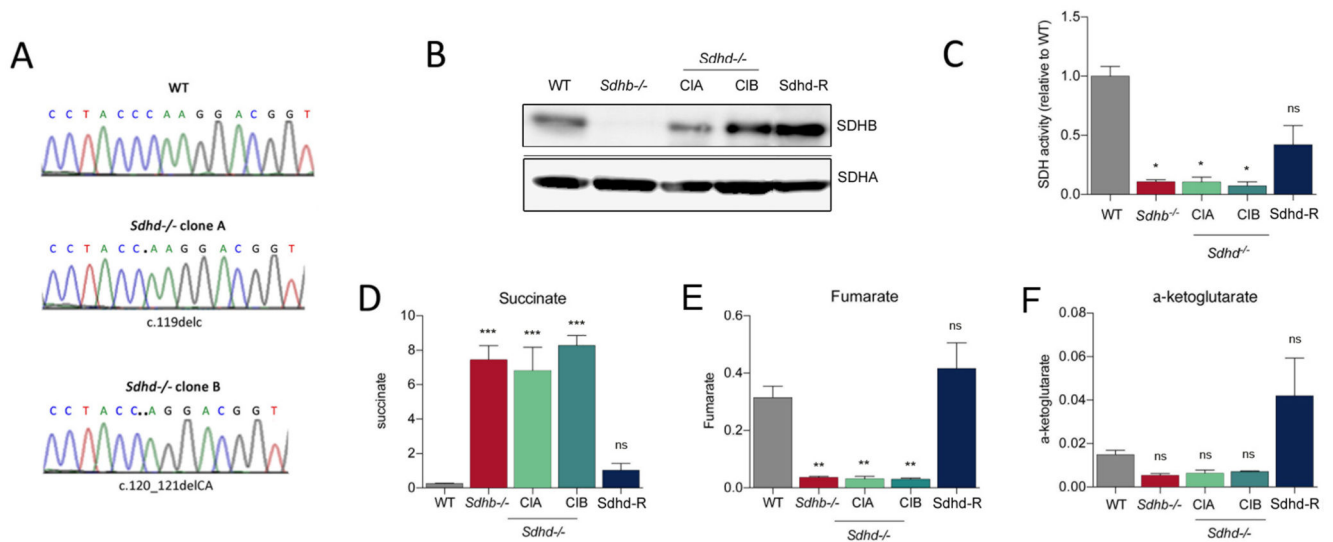 A
WT
C C T A C C C A A G G A C G G T
Sdhd-/- clone A
C C T A C C . A A G G A C G G T
c.119delc
Sdhd-/- clone B
C C T A C C . . A G G A C G G T
c.120_121delCA
B
Sdhd-/-
WT Sdhb-/- ClA ClB Sdhd-R
SDHB
SDHA
C
SDH activity (relative to WT)
1.5
1.0
0.5
0.0
* * * ns
WT Sdhb-/- ClA ClB Sdhd-R
Sdhd-/-
D
Succinate
succinate
10
8
6
4
2
0
*** *** *** ns
WT Sdhb-/- ClA ClB Sdhd-R
Sdhd-/-
E
Fumarate
Fumarate
0.6
0.4
0.2
0.0
** ** ** ns
WT Sdhb-/- ClA ClB Sdhd-R
Sdhd-/-
F
a-ketoglutarate
a-ketoglutarate
0.08
0.06
0.04
0.02
0.00
ns ns ns ns
WT Sdhb-/- ClA ClB Sdhd-R
Sdhd-/-